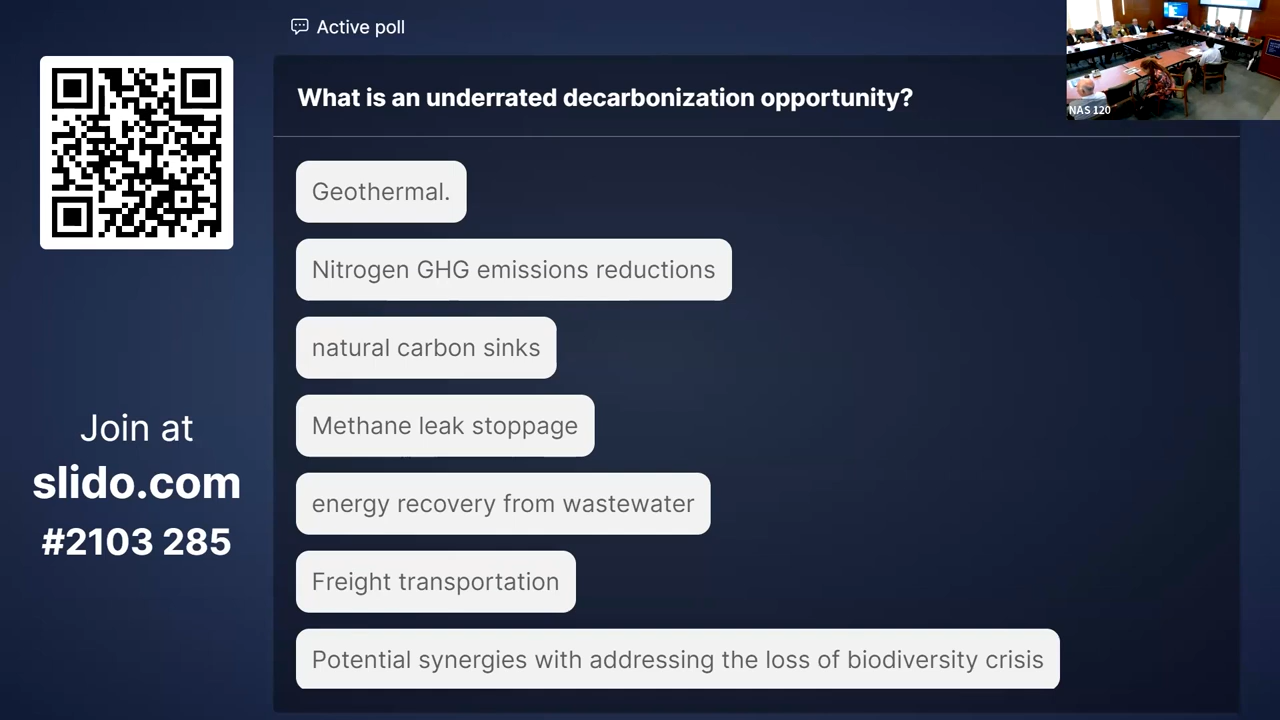 Active poll
What is an underrated decarbonization opportunity?
NAS 120
Geothermal.
Nitrogen GHG emissions reductions
natural carbon sinks
Methane leak stoppage
energy recovery from wastewater
Freight transportation
Potential synergies with addressing the loss of biodiversity crisis
Join at
slido.com
#2103 285